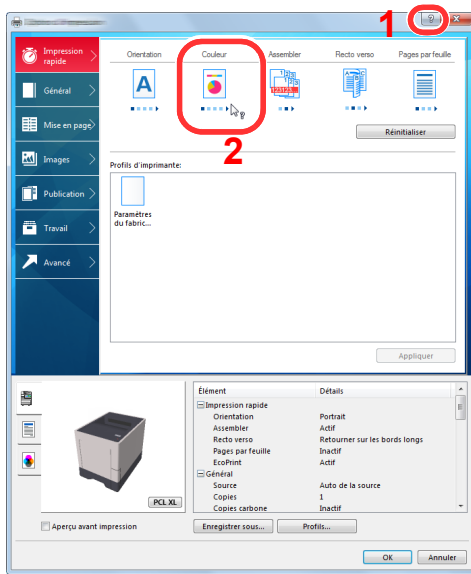 1
?
Impression
rapide
Général
Mise en page
Images
Publication
Travail
Avancé
Orientation
Couleur
Assembler
Recto verso
Pages par feuille
A
123
123123
?
2
Réinitialiser
Profils d'imprimante:
Paramètres
du fabric...
Appliquer
PCL XL
Aperçu avant impression
Élément Détails
Impression rapide
Orientation Portrait
Assembler Actif
Recto verso Retourner sur les bords longs
Pages par feuille Inactif
EcoPrint Actif
Général
Source Auto de la source
Copies 1
Copies carbone Inactif
Enregistrer sous...
Profils...
OK
Annuler